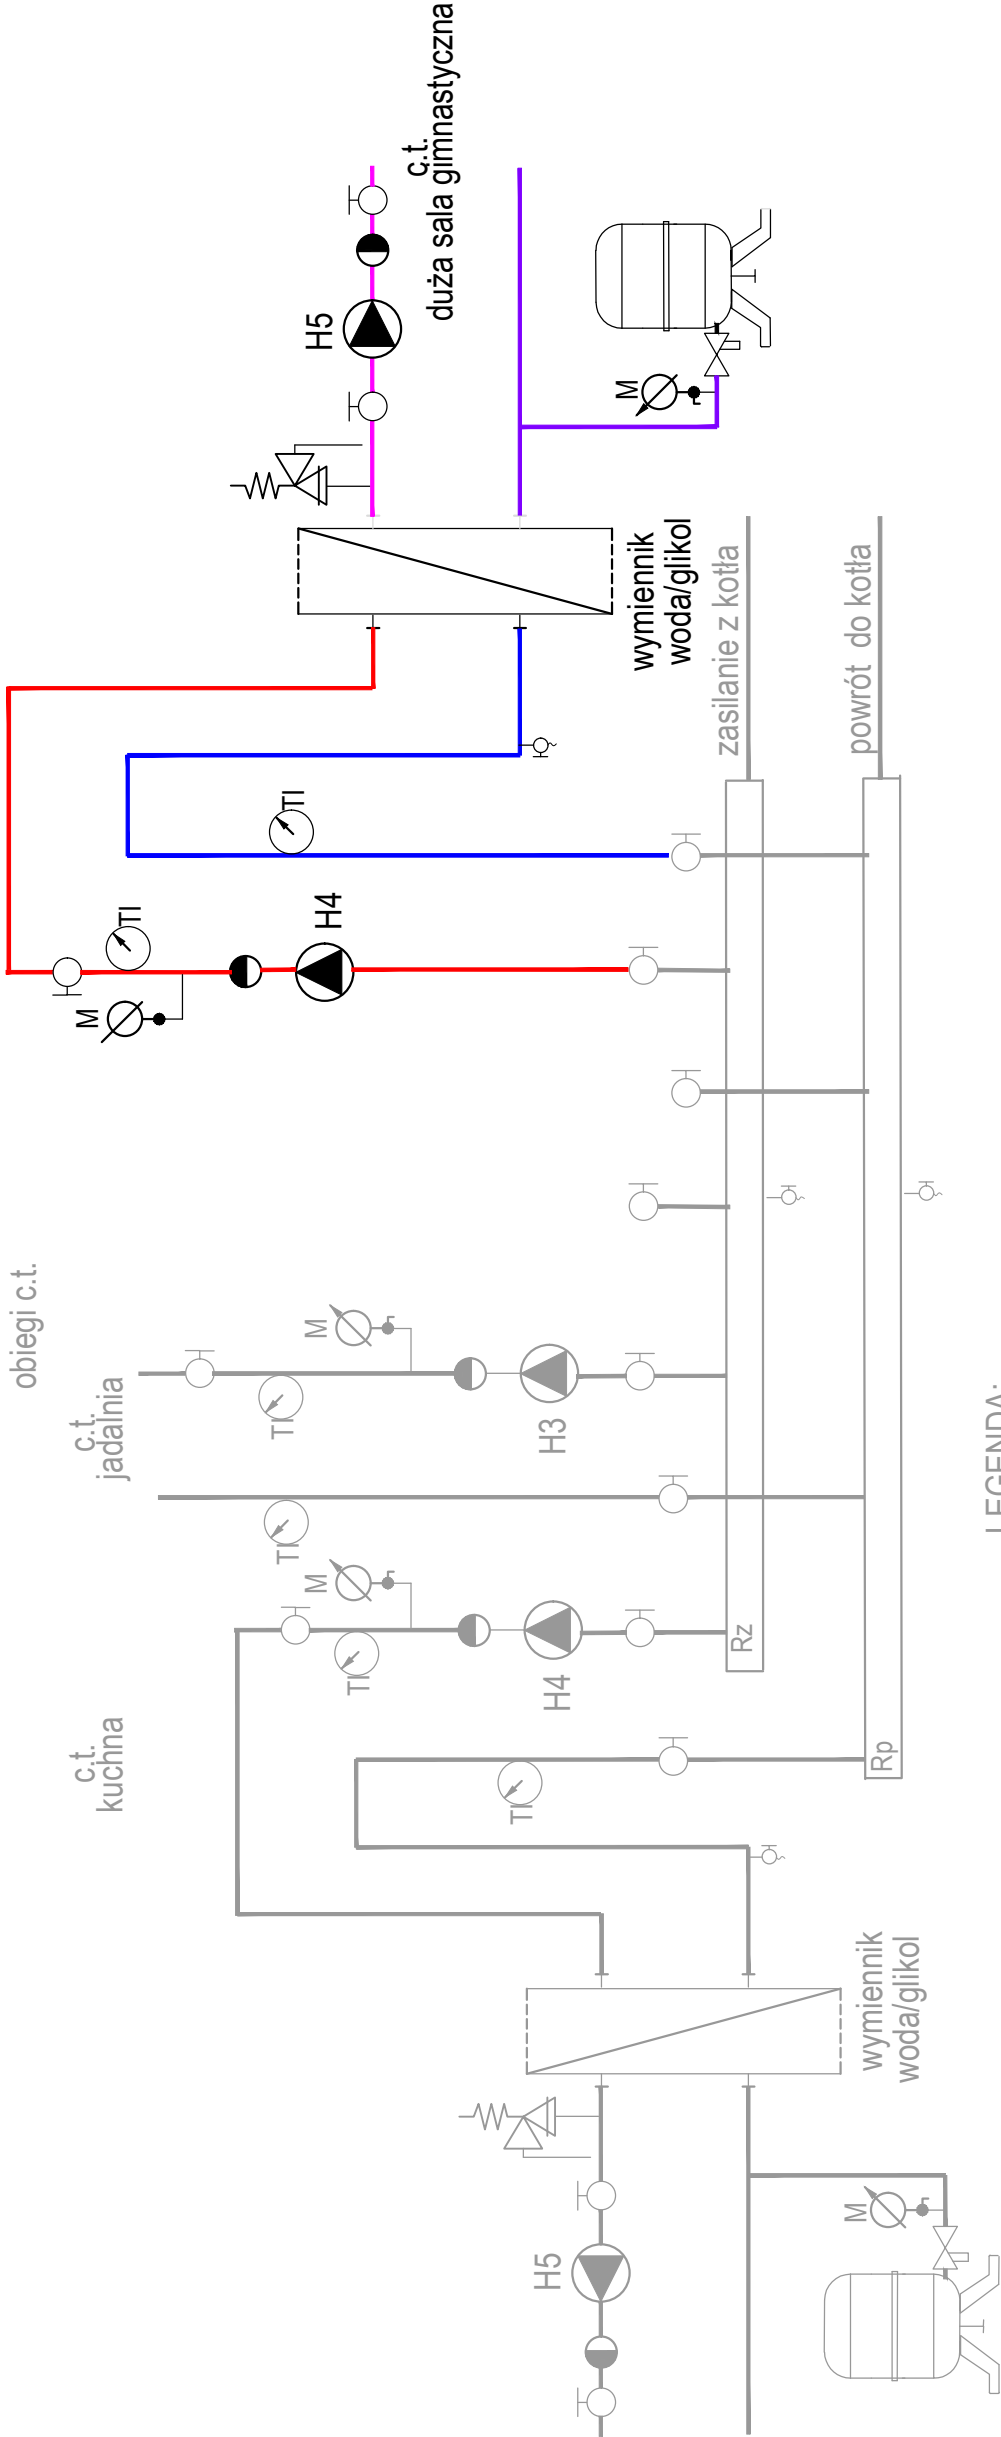 c.t.
duża sala gimnastyczna
H5
M
wymiennik
woda/glikol
zasilanie z kotła
powrót do kotła
TI
H4
TI
M
obiegi c.t.
c.t.
jadalnia
M
TI
H3
TI
M
TI
H4
Rz
c.t.
kuchna
TI
Rp
wymiennik
woda/glikol
H5
M
LEGENDA: